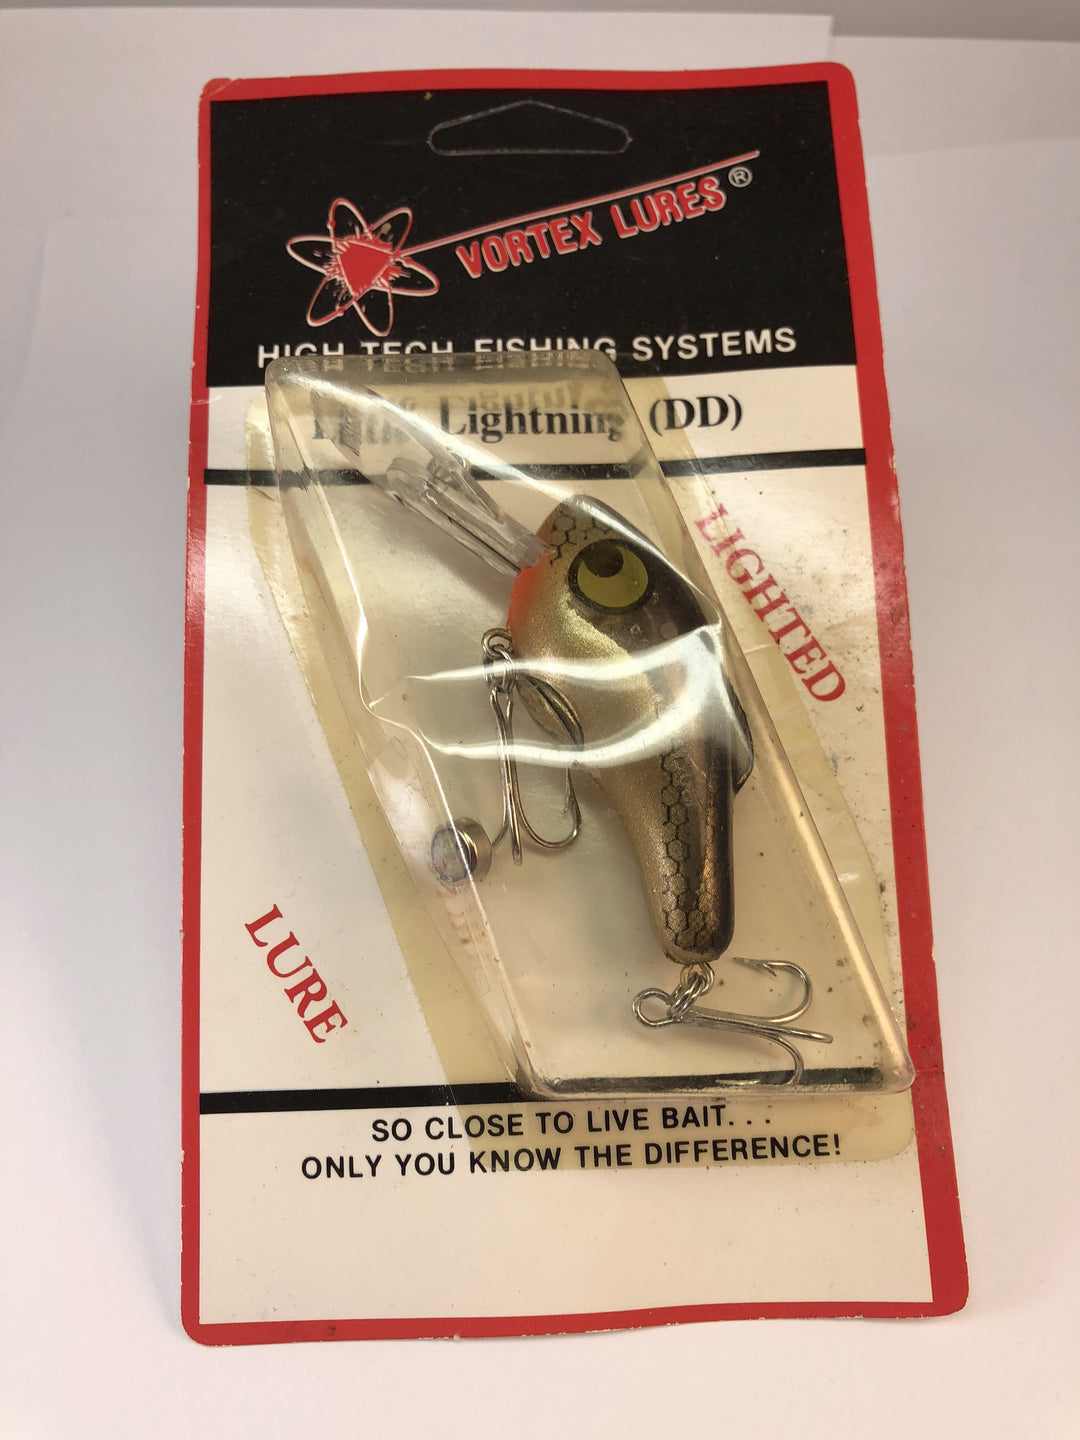 VORTEX LURES®
HIGH TECH FISHING SYSTEMS
Little Lightning (DD)
LIGHTED
LURE
SO CLOSE TO LIVE BAIT. . .
ONLY YOU KNOW THE DIFFERENCE!